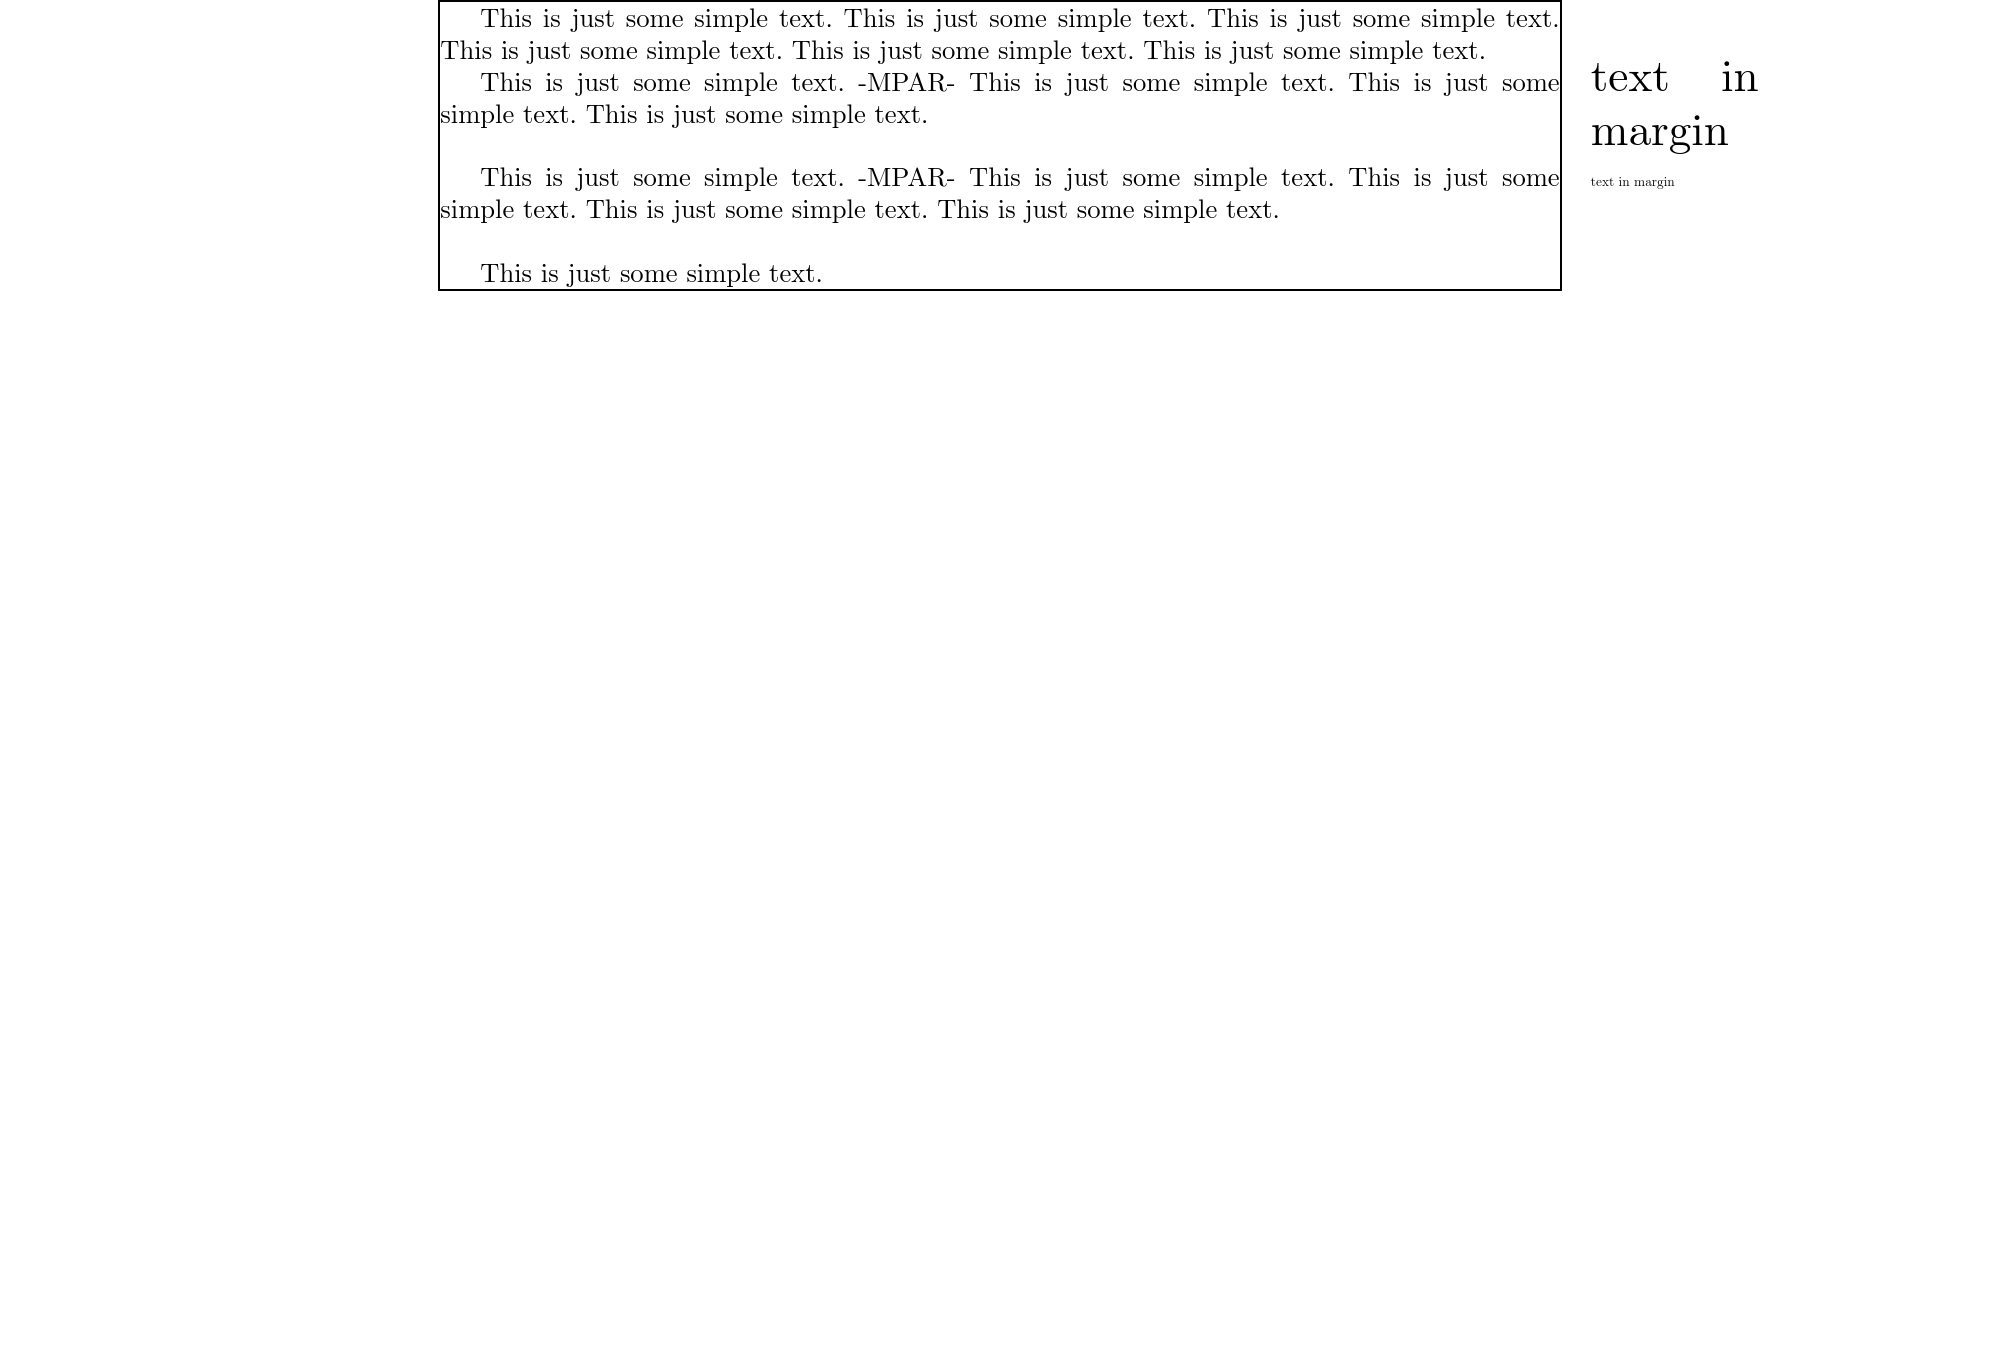 This is just some simple text. This is just some simple text. This is just some simple text.
This is just some simple text. This is just some simple text. This is just some simple text.
This is just some simple text. -MPAR- This is just some simple text. This is just some
simple text. This is just some simple text.
This is just some simple text. -MPAR- This is just some simple text. This is just some
simple text. This is just some simple text. This is just some simple text.
This is just some simple text.
text in
margin
text in margin